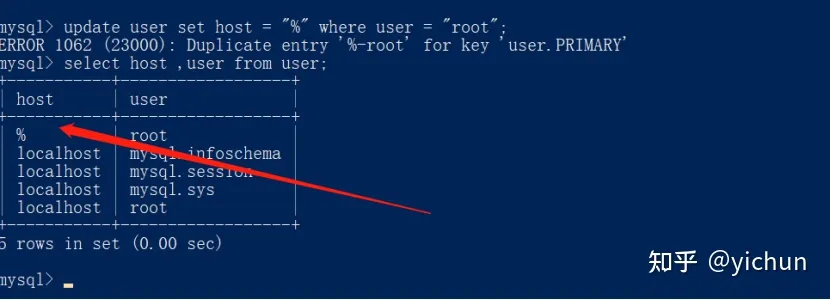 mysql> update user set host = "%" where user = "root";
ERROR 1062 (23000): Duplicate entry '%-root' for key 'user.PRIMARY'
mysql> select host ,user from user;
+-----------+------------------+
| host      | user             |
+-----------+------------------+
| %         | root             |
| localhost | mysql.infoschema |
| localhost | mysql.session    |
| localhost | mysql.sys        |
| localhost | root             |
+-----------+------------------+
5 rows in set (0.00 sec)
mysql>
知乎 @yichun